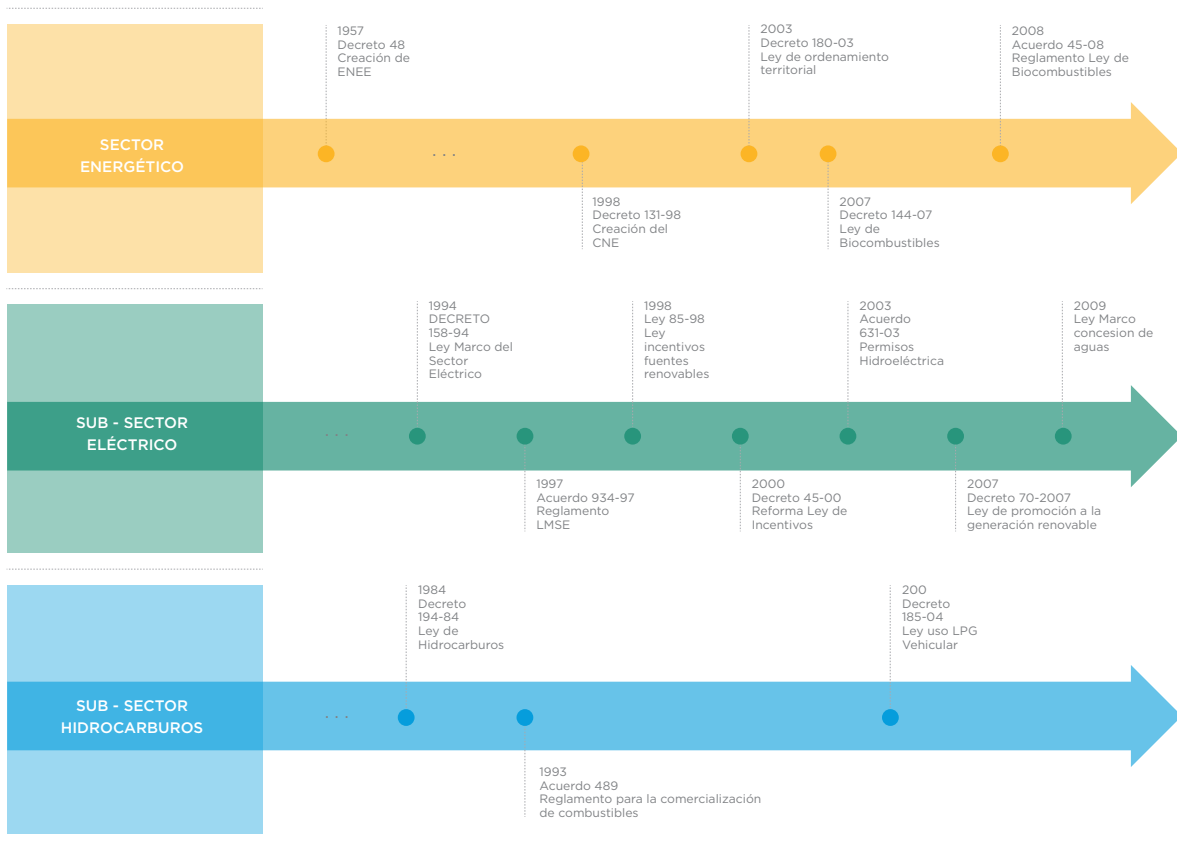 1957
Decreto 48
Creación de
ENEE
2003
Decreto 180-03
Ley de ordenamiento
territorial
2008
Acuerdo 45-08
Reglamento Ley de
Biocombustibles
SECTOR
ENERGÉTICO
. . .
1998
Decreto 131-98
Creación del
CNE
2007
Decreto 144-07
Ley de
Biocombustibles
1994
DECRETO
158-94
Ley Marco del
Sector
Eléctrico
1998
Ley 85-98
Ley
incentivos
fuentes
renovables
2003
Acuerdo
631-03
Permisos
Hidroeléctrica
2009
Ley Marco
concesion de
aguas
SUB - SECTOR
ELÉCTRICO
. . .
1997
Acuerdo 934-97
Reglamento
LMSE
2000
Decreto 45-00
Reforma Ley de
Incentivos
2007
Decreto 70-2007
Ley de promoción a la
generación renovable
1984
Decreto
194-84
Ley de
Hidrocarburos
200
Decreto
185-04
Ley uso LPG
Vehicular
SUB - SECTOR
HIDROCARBUROS
. . .
1993
Acuerdo 489
Reglamento para la comercialización
de combustibles